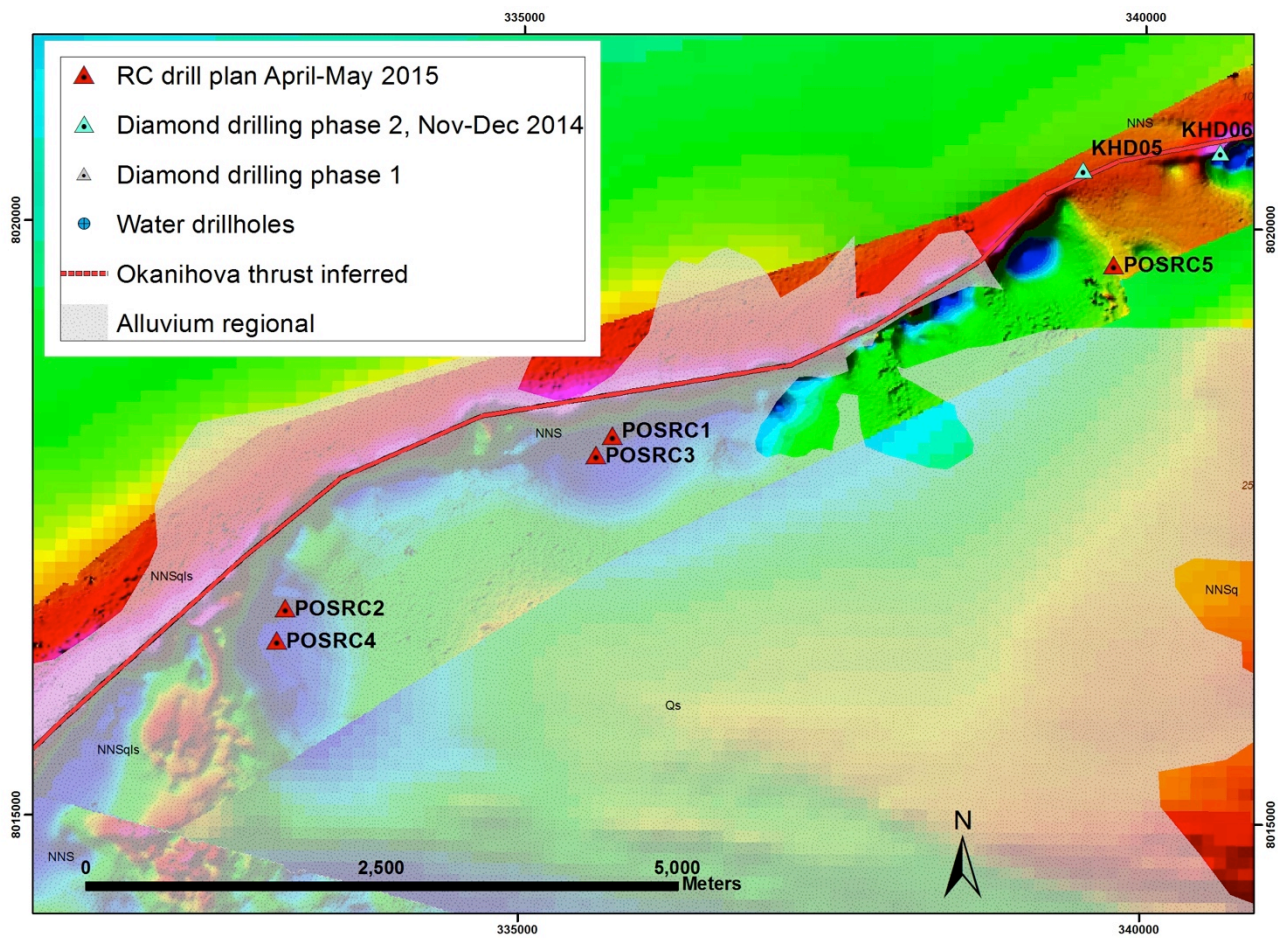 335000
340000
RC drill plan April-May 2015
Diamond drilling phase 2, Nov-Dec 2014
Diamond drilling phase 1
Water drillholes
Okanihova thrust inferred
Alluvium regional
NNS
KHD06
KHD05
8020000
8020000
POSRC5
POSRC1
NNS
POSRC3
25
NNSqls
NNSq
POSRC2
POSRC4
Qs
NNSqls
8015000
8015000
N
NNS
0
2,500
5,000
Meters
335000
340000